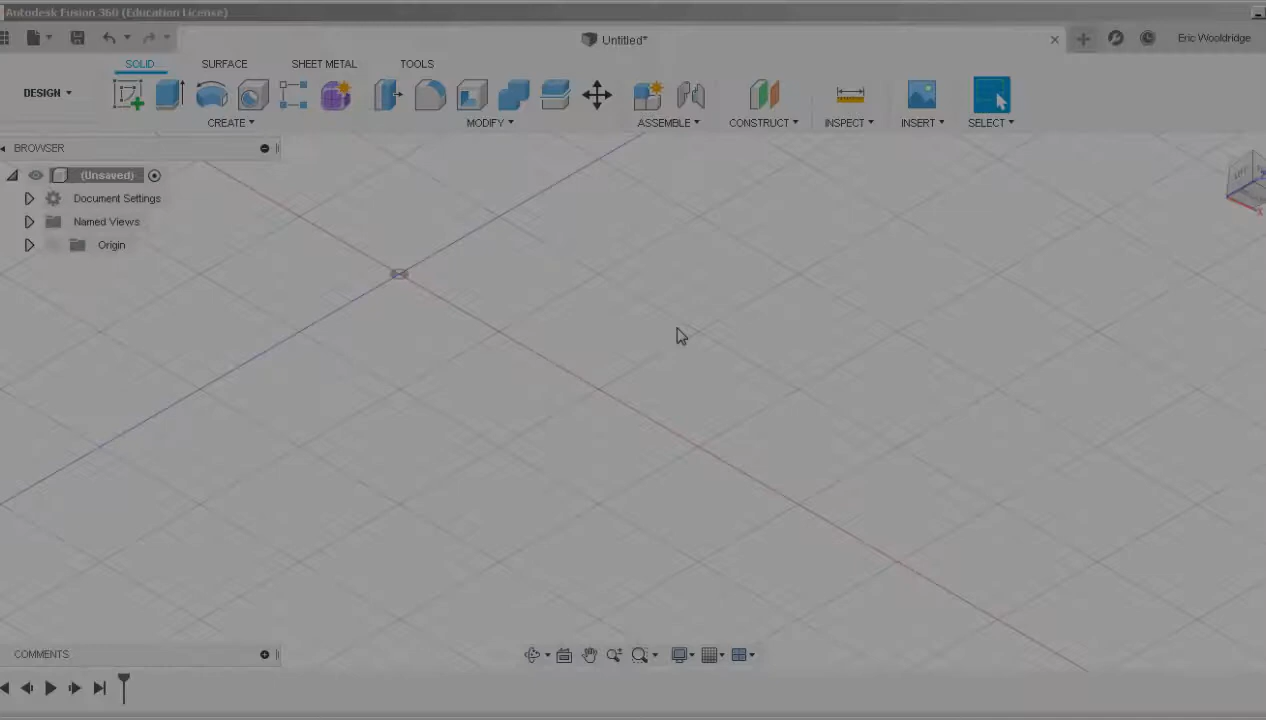 Autodesk Fusion 360 (Education License)
Untitled*
Eric Wooldridge
SOLID SURFACE SHEET METAL TOOLS
DESIGN
CREATE MODIFY ASSEMBLE CONSTRUCT INSPECT INSERT SELECT
BROWSER
(Unsaved)
Document Settings
Named Views
Origin
LEFT
X
COMMENTS